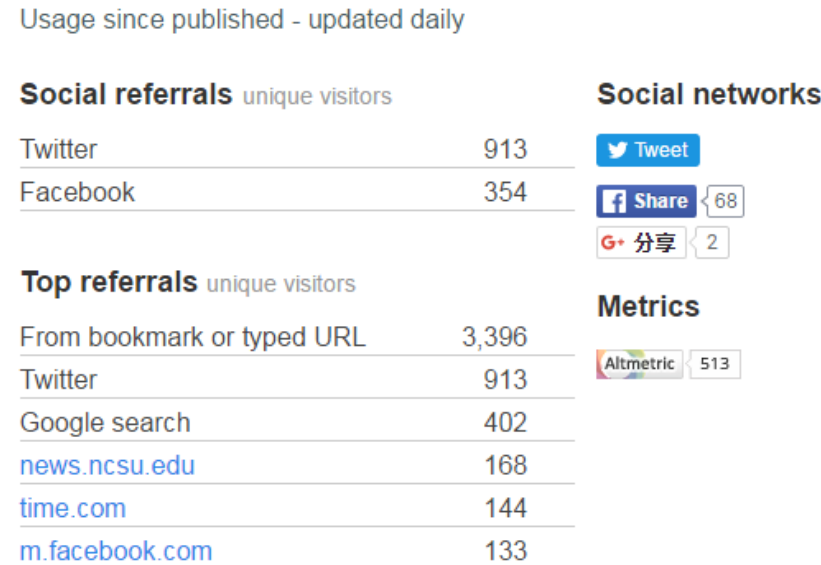 Usage since published - updated daily
Social referrals unique visitors
Twitter 913
Facebook 354
Top referrals unique visitors
From bookmark or typed URL 3,396
Twitter 913
Google search 402
news.ncsu.edu 168
time.com 144
m.facebook.com 133
Social networks
Tweet
f Share 68
G+ 分享 2
Metrics
Altmetric 513